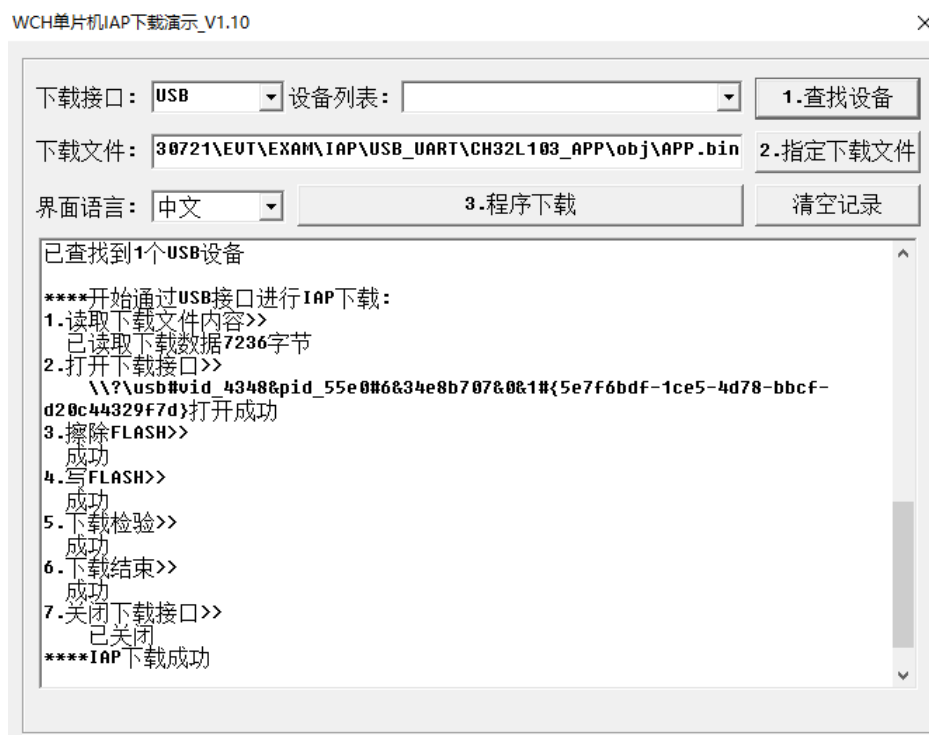 WCH单片机IAP下载演示_V1.10
下载接口: USB 设备列表: 1.查找设备
下载文件: 30721\EVT\EXAM\IAP\USB_UART\CH32L103_APP\obj\APP.bin 2.指定下载文件
界面语言: 中文 3.程序下载 清空记录
已查找到1个USB设备
****开始通过USB接口进行IAP下载:
1.读取下载文件内容>>
已读取下载数据7236字节
2.打开下载接口>>
\\?\usb#vid_4348&pid_55e0#6&34e8b707&0&1#{5e7f6bdf-1ce5-4d78-bbcf-
d20c44329f7d}打开成功
3.擦除FLASH>>
成功
4.写FLASH>>
成功
5.下载检验>>
成功
6.下载结束>>
成功
7.关闭下载接口>>
已关闭
****IAP下载成功